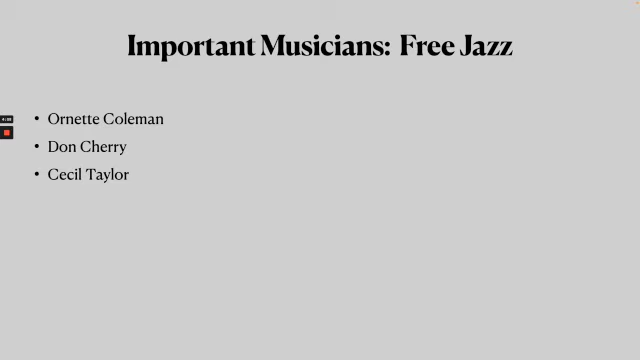 Important Musicians: Free Jazz
• Ornette Coleman
• Don Cherry
• Cecil Taylor